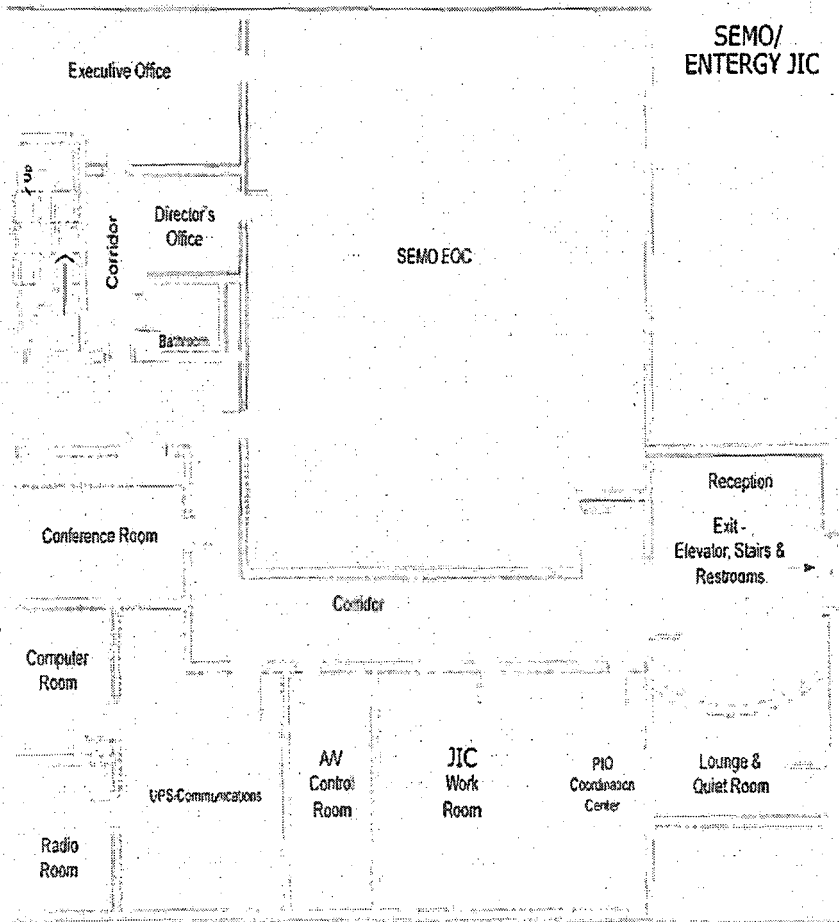 SEMO/
ENTERGY JIC
Executive Office
Up
Corridor
Director's
Office
SEMO EOC
Bathroom
Reception
Conference Room
Exit -
Elevator, Stairs &
Restrooms
Corridor
Computer
Room
A/V
Control
Room
JIC
Work
Room
PIO
Coordination
Center
Lounge &
Quiet Room
UPS-Communications
Radio
Room